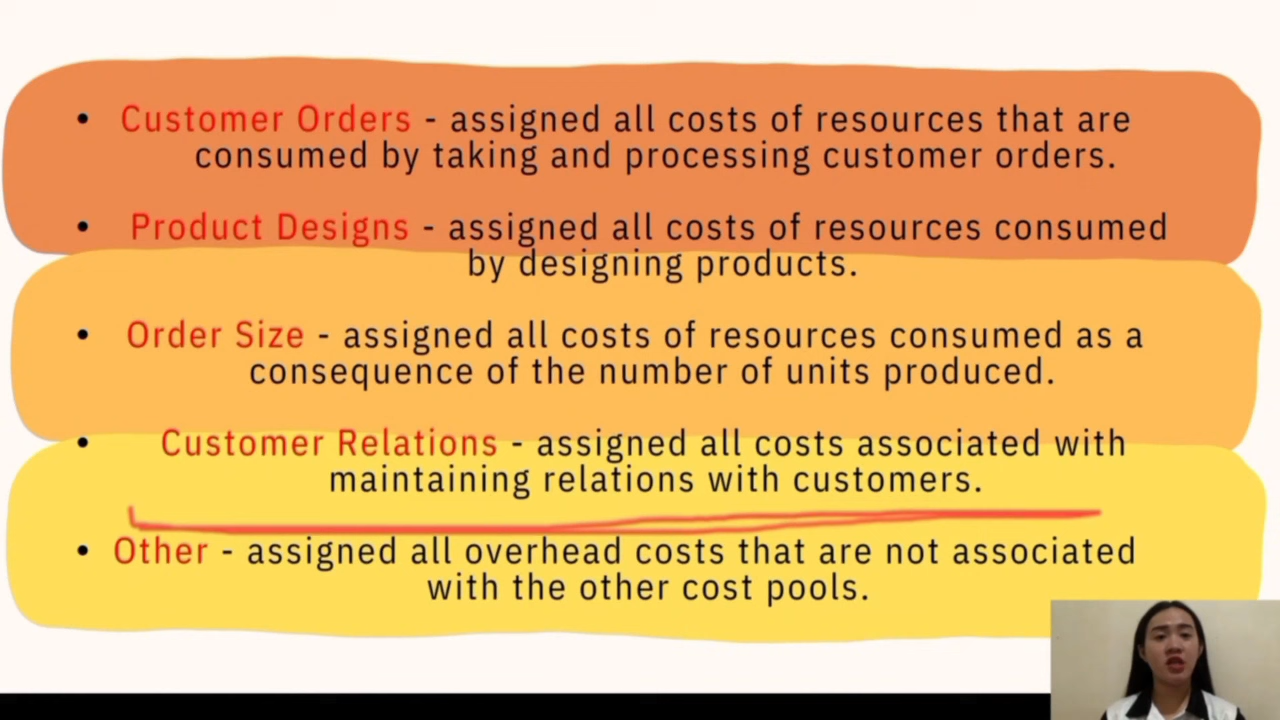 • Customer Orders - assigned all costs of resources that are
consumed by taking and processing customer orders.
• Product Designs - assigned all costs of resources consumed
by designing products.
• Order Size - assigned all costs of resources consumed as a
consequence of the number of units produced.
• Customer Relations - assigned all costs associated with
maintaining relations with customers.
• Other - assigned all overhead costs that are not associated
with the other cost pools.